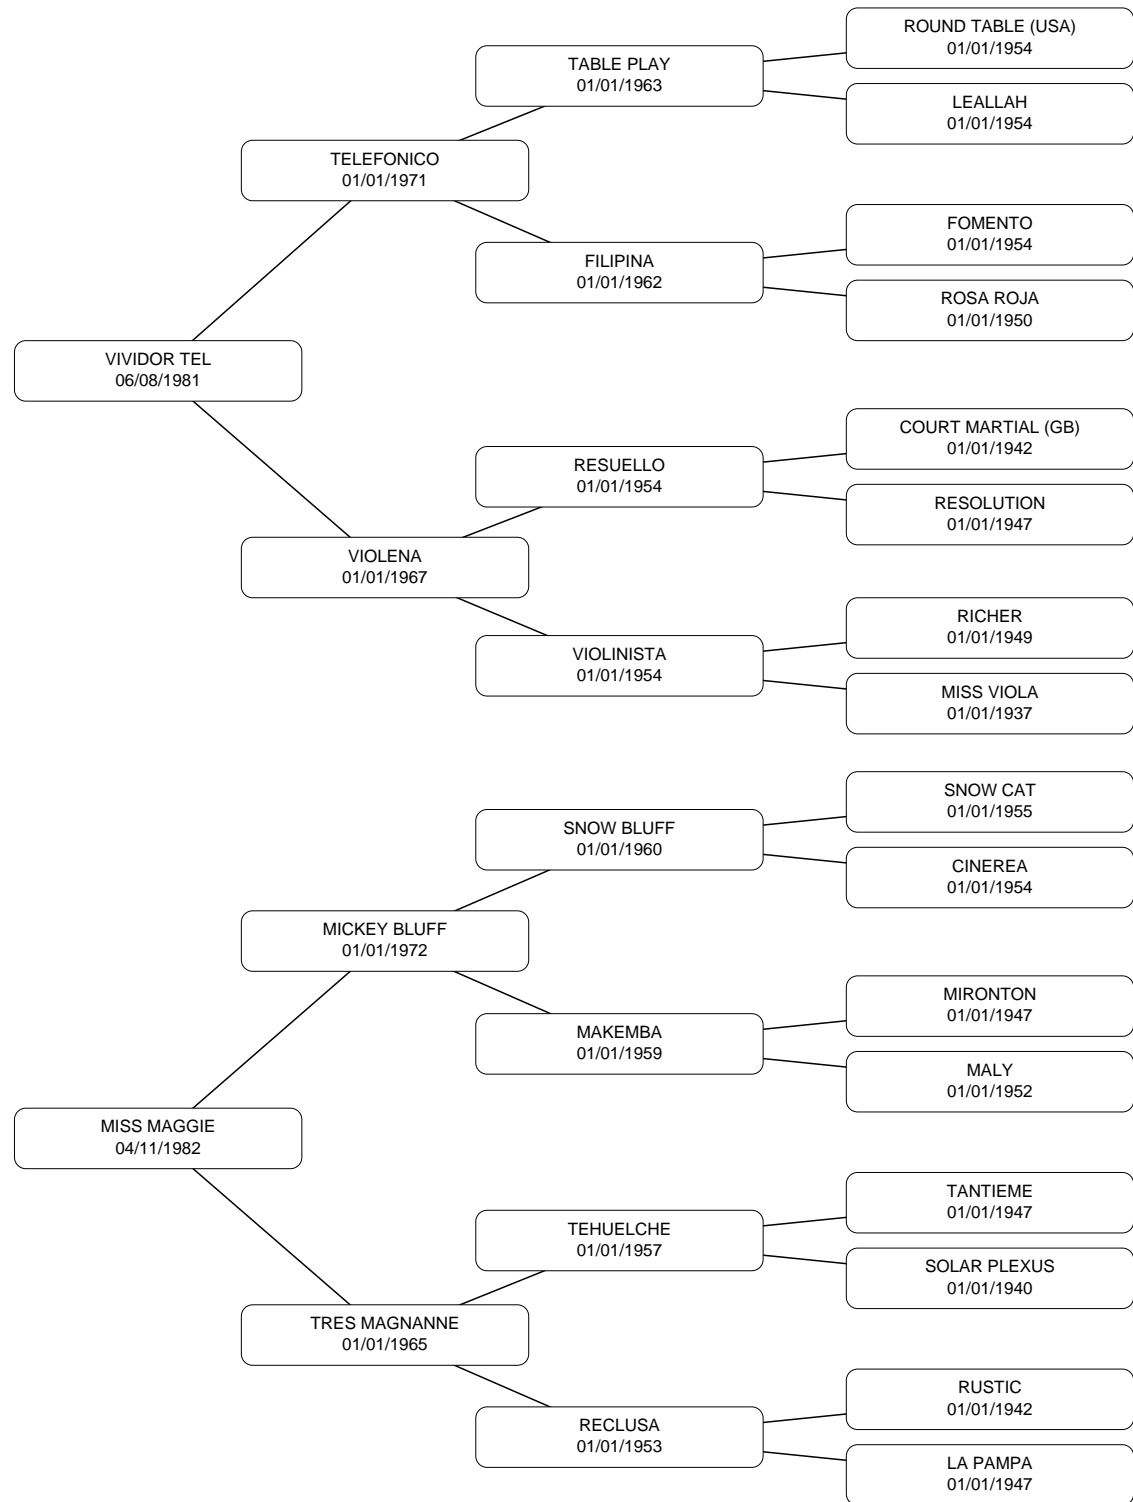 ROUND TABLE (USA)
01/01/1954
TABLE PLAY
01/01/1963
LEALLAH
01/01/1954
TELEFONICO
01/01/1971
FOMENTO
01/01/1954
FILIPINA
01/01/1962
ROSA ROJA
01/01/1950
VIVIDOR TEL
06/08/1981
COURT MARTIAL (GB)
01/01/1942
RESUELLO
01/01/1954
RESOLUTION
01/01/1947
VIOLENA
01/01/1967
RICHER
01/01/1949
VIOLINISTA
01/01/1954
MISS VIOLA
01/01/1937
SNOW CAT
01/01/1955
SNOW BLUFF
01/01/1960
CINEREA
01/01/1954
MICKEY BLUFF
01/01/1972
MIRONTON
01/01/1947
MAKEMBA
01/01/1959
MALY
01/01/1952
MISS MAGGIE
04/11/1982
TANTIEME
01/01/1947
TEHUELCHE
01/01/1957
SOLAR PLEXUS
01/01/1940
TRES MAGNANNE
01/01/1965
RUSTIC
01/01/1942
RECLUSA
01/01/1953
LA PAMPA
01/01/1947